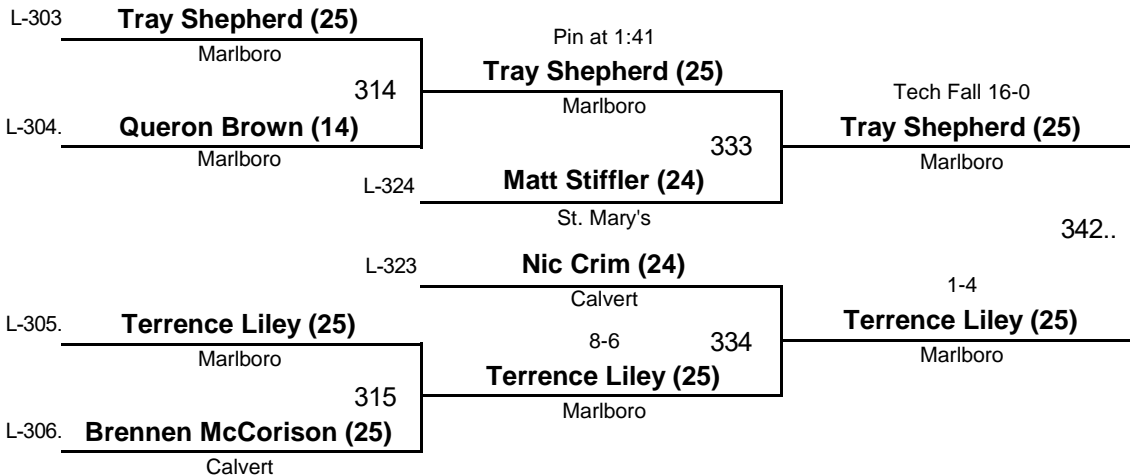 L-303
Tray Shepherd (25)
Marlboro
Pin at 1:41
Tray Shepherd (25)
314
Marlboro
Tech Fall 16-0
L-304.
Queron Brown (14)
Tray Shepherd (25)
Marlboro
333
Marlboro
L-324
Matt Stiffler (24)
St. Mary's
342..
L-323
Nic Crim (24)
Calvert
1-4
L-305.
Terrence Liley (25)
Terrence Liley (25)
8-6
334
Marlboro
Marlboro
Terrence Liley (25)
315
Marlboro
L-306.
Brennen McCorison (25)
Calvert